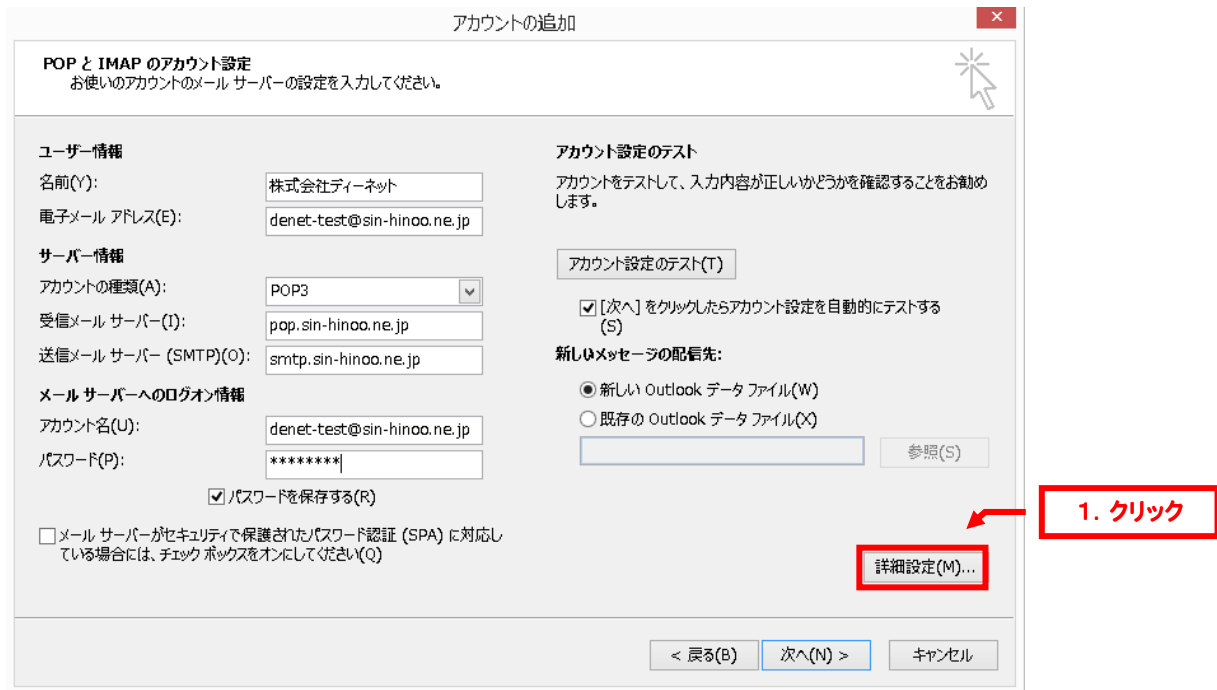 アカウントの追加
POP と IMAP のアカウント設定
お使いのアカウントのメール サーバーの設定を入力してください。
ユーザー情報
名前(Y):
株式会社ディーネット
電子メール アドレス(E):
denet-test@sin-hinoo.ne.jp
サーバー情報
アカウントの種類(A):
POP3
受信メール サーバー(I):
pop.sin-hinoo.ne.jp
送信メール サーバー (SMTP)(O):
smtp.sin-hinoo.ne.jp
メール サーバーへのログオン情報
アカウント名(U):
denet-test@sin-hinoo.ne.jp
パスワード(P):
********
パスワードを保存する(R)
メール サーバーがセキュリティで保護されたパスワード認証 (SPA) に対応し
ている場合には、チェック ボックスをオンにしてください(Q)
アカウント設定のテスト
アカウントをテストして、入力内容が正しいかどうかを確認することをお勧め
します。
アカウント設定のテスト(T)
[次へ] をクリックしたらアカウント設定を自動的にテストする
(S)
新しいメッセージの配信先:
新しい Outlook データ ファイル(W)
既存の Outlook データ ファイル(X)
参照(S)
1. クリック
詳細設定(M)...
< 戻る(B)
次へ(N) >
キャンセル